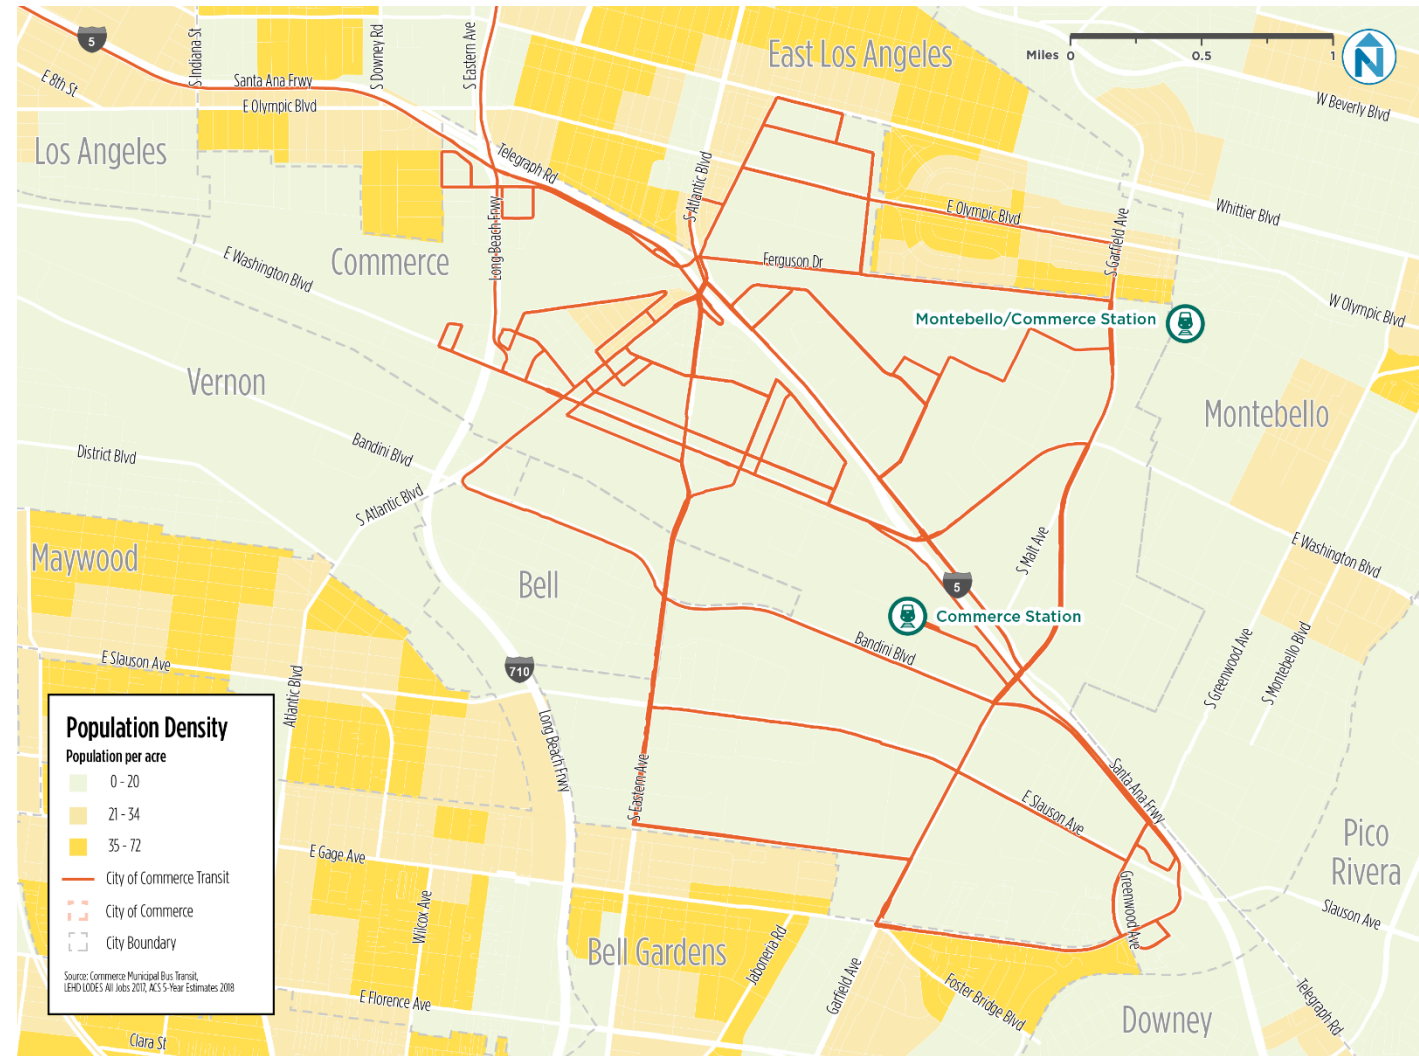 5
S Indiana St
S Downey Rd
S Eastern Ave
East Los Angeles
Miles 0 0.5 1
N
E 8th St
Santa Ana Frwy
E Olympic Blvd
W Beverly Blvd
Los Angeles
Telegraph Rd
S Atlantic Blvd
E Olympic Blvd
Whittier Blvd
S Garfield Ave
Long Beach Frwy
Commerce
E Washington Blvd
Ferguson Dr
Montebello/Commerce Station
W Olympic Blvd
Vernon
Montebello
District Blvd
Bandini Blvd
S Atlantic Blvd
Maywood
Bell
S Malt Ave
E Washington Blvd
5
Commerce Station
Bandini Blvd
E Slauson Ave
710
Atlantic Blvd
S Greenwood Ave
S Montebello Blvd
Long Beach Frwy
S Eastern Ave
E Slauson Ave
Santa Ana Frwy
Pico
Rivera
Slauson Ave
Greenwood Ave
E Gage Ave
Wilcox Ave
Bell Gardens
Jaboneria Rd
Garfield Ave
Foster Bridge Blvd
Downey
Telegraph Rd
E Florence Ave
Clara St
Population Density
Population per acre
0 - 20
21 - 34
35 - 72
City of Commerce Transit
City of Commerce
City Boundary
Source: Commerce Municipal Bus Transit,
LEHD LODES All Jobs 2017, ACS 5-Year Estimates 2018